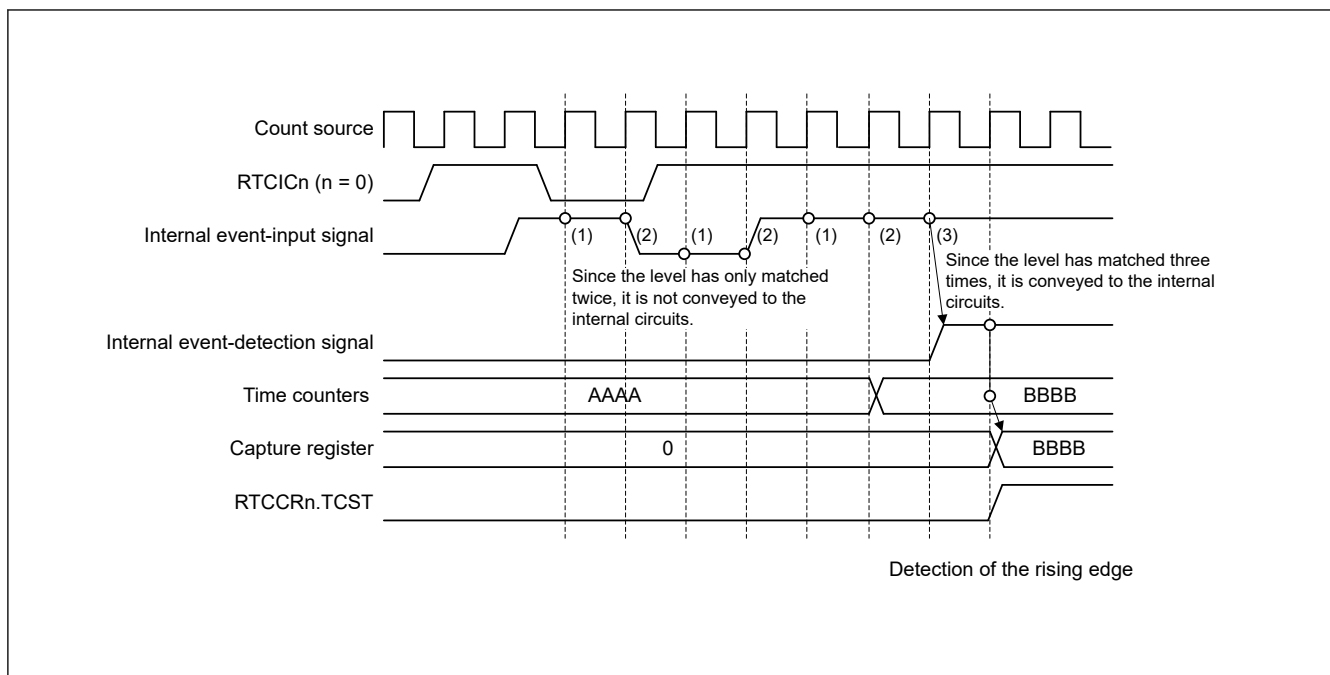 Count source
RTCICn (n = 0)
Internal event-input signal
(1)
(2)
(1)
(2)
(1)
(2)
(3)
Since the level has only matched
twice, it is not conveyed to the
internal circuits.
Since the level has matched three
times, it is conveyed to the internal
circuits.
Internal event-detection signal
Time counters
AAAA
BBBB
Capture register
0
BBBB
RTCCRn.TCST
Detection of the rising edge